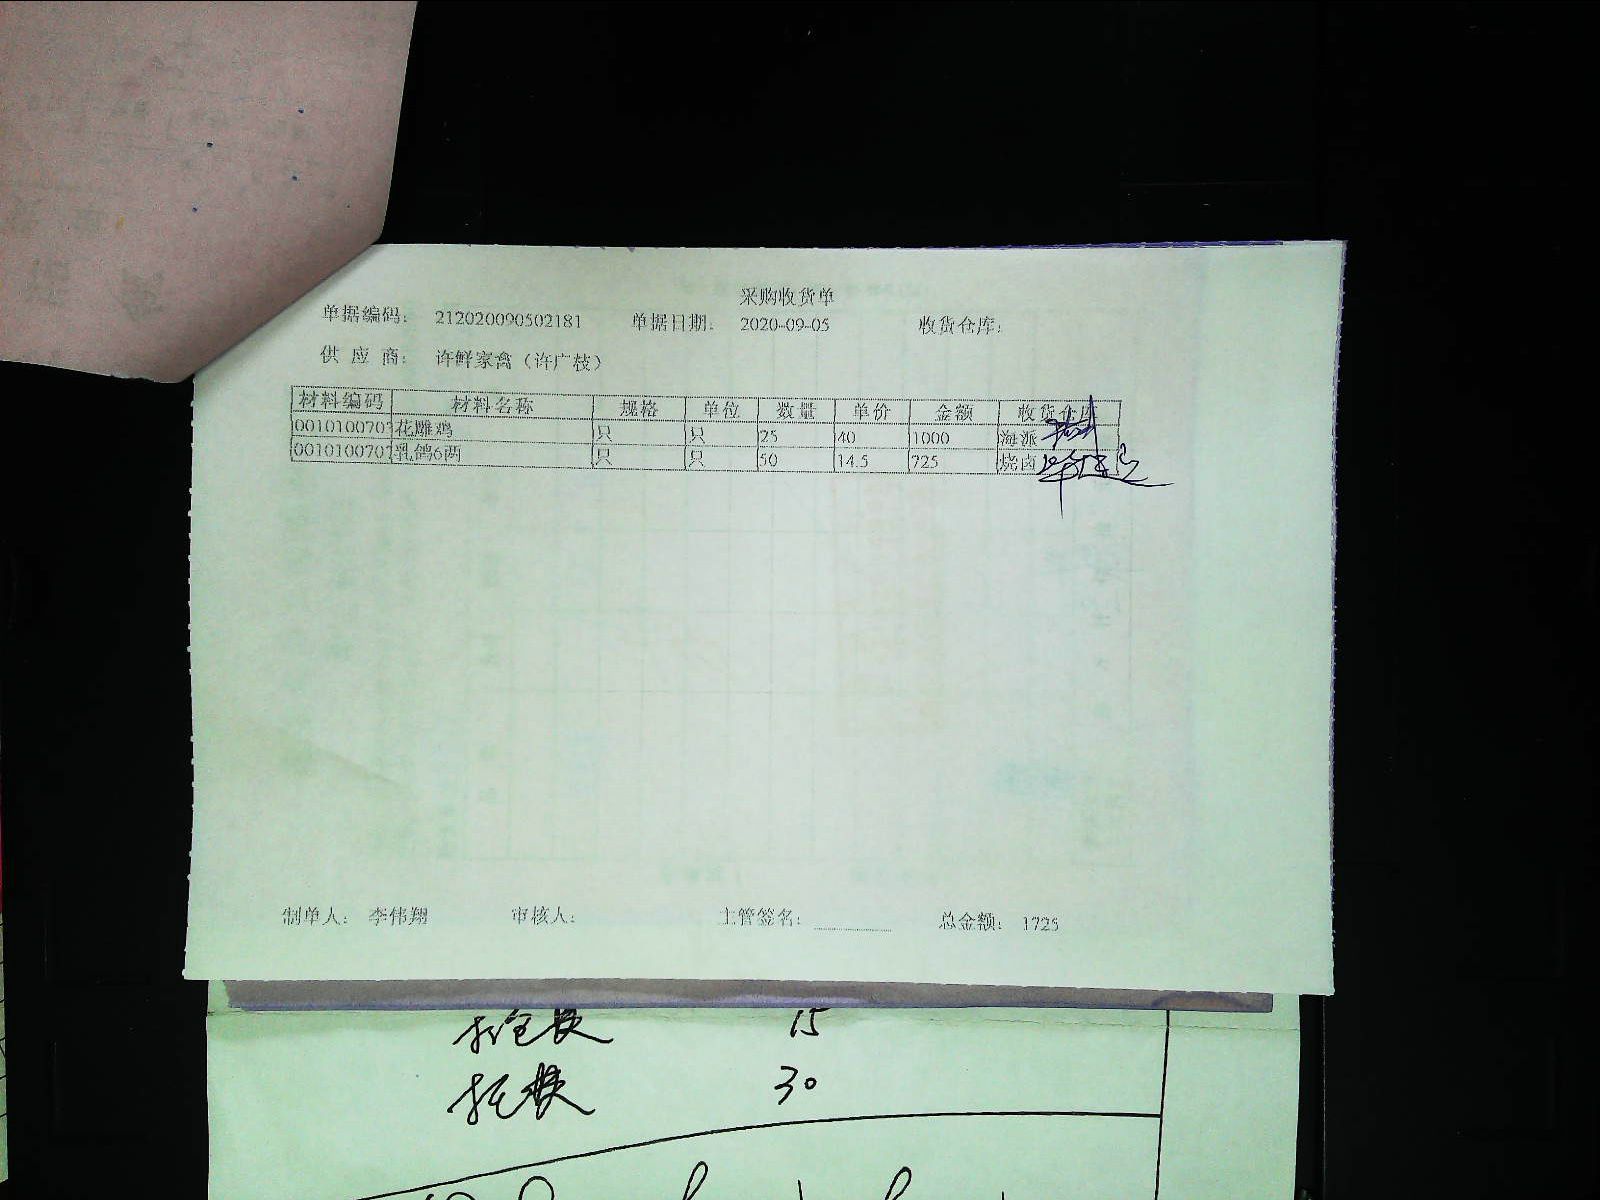 采购收货单
单据编码： 212020090502181 单据日期： 2020-09-05 收货仓库：
供 应 商： 许鲜家禽（许广枝）
材料编码 材料名称 规格 单位 数量 单价 金额 收货仓库
0010100703 花雕鸡 只 只 25 40 1000 海派
0010100707 乳鸽6两 只 只 50 14.5 725 烧卤
制单人： 李伟翔 审核人： 主管签名： 总金额： 1725
15
30